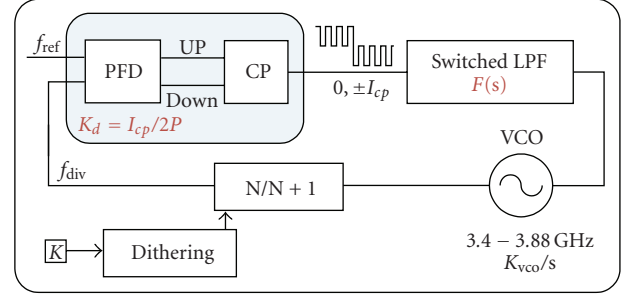 f_ref
UP
PFD
CP
Down
K_d = I_cp/2P
0, ±I_cp
Switched LPF
F(s)
VCO
f_div
N/N + 1
K
Dithering
3.4 − 3.88 GHz
K_vco/s